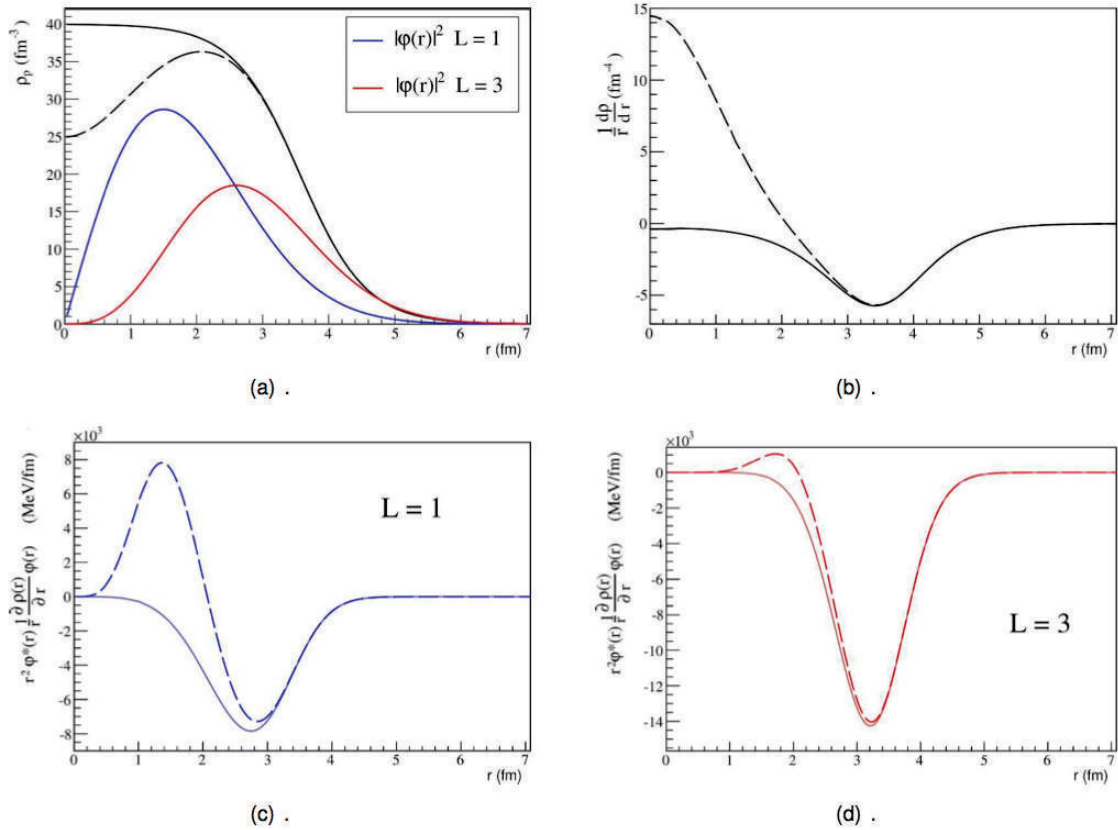 ρp (fm-3)
40
35
30
25
20
15
10
5
0
|φ(r)|2 L = 1
|φ(r)|2 L = 3
0 1 2 3 4 5 6 7
r (fm)
(a) .
1/r dρ/dr (fm-4)
15
10
5
0
-5
0 1 2 3 4 5 6 7
r (fm)
(b) .
×10³
r² φ*(r) 1/r ∂ρ(r)/∂r φ(r) (MeV/fm)
8
6
4
2
0
-2
-4
-6
-8
L = 1
0 1 2 3 4 5 6 7
r (fm)
(c) .
×10³
r²φ*(r) 1/r ∂ρ(r)/∂r φ(r) (MeV/fm)
0
-2
-4
-6
-8
-10
-12
-14
L = 3
0 1 2 3 4 5 6 7
r (fm)
(d) .